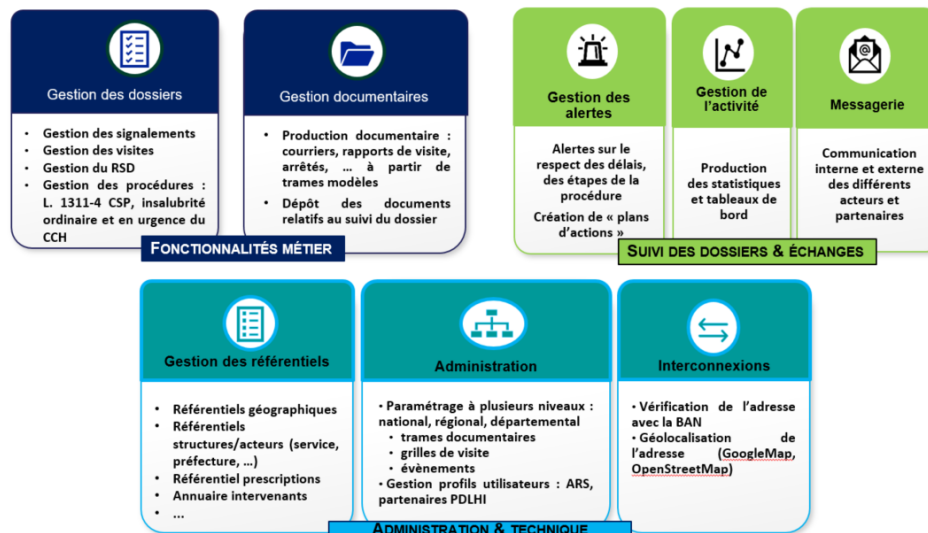 Gestion des dossiers
• Gestion des signalements
• Gestion des visites
• Gestion du RSD
• Gestion des procédures :
L. 1311-4 CSP, insalubrité
ordinaire et en urgence du
CCH
Gestion documentaires
• Production documentaire :
courriers, rapports de visite,
arrêtés, ... à partir de
trames modèles
• Dépôt des documents
relatifs au suivi du dossier
FONCTIONNALITÉS MÉTIER
Gestion des
alertes
Alertes sur le
respect des délais,
des étapes de la
procédure
Création de « plans
d'actions »
Gestion de
l'activité
Production
des statistiques
et tableaux de
bord
Messagerie
Communication
interne et externe
des différents
acteurs et
partenaires
SUIVI DES DOSSIERS & ÉCHANGES
Gestion des référentiels
• Référentiels géographiques
• Référentiels
structures/acteurs (service,
préfecture, ...)
• Référentiel prescriptions
• Annuaire intervenants
• ...
Administration
• Paramétrage à plusieurs niveaux :
national, régional, départemental
• trames documentaires
• grilles de visite
• évènements
• Gestion profils utilisateurs : ARS,
partenaires PDLHI
Interconnexions
• Vérification de l'adresse
avec la BAN
• Géolocalisation de
l'adresse (GoogleMap,
OpenStreetMap)
ADMINISTRATION & TECHNIQUE